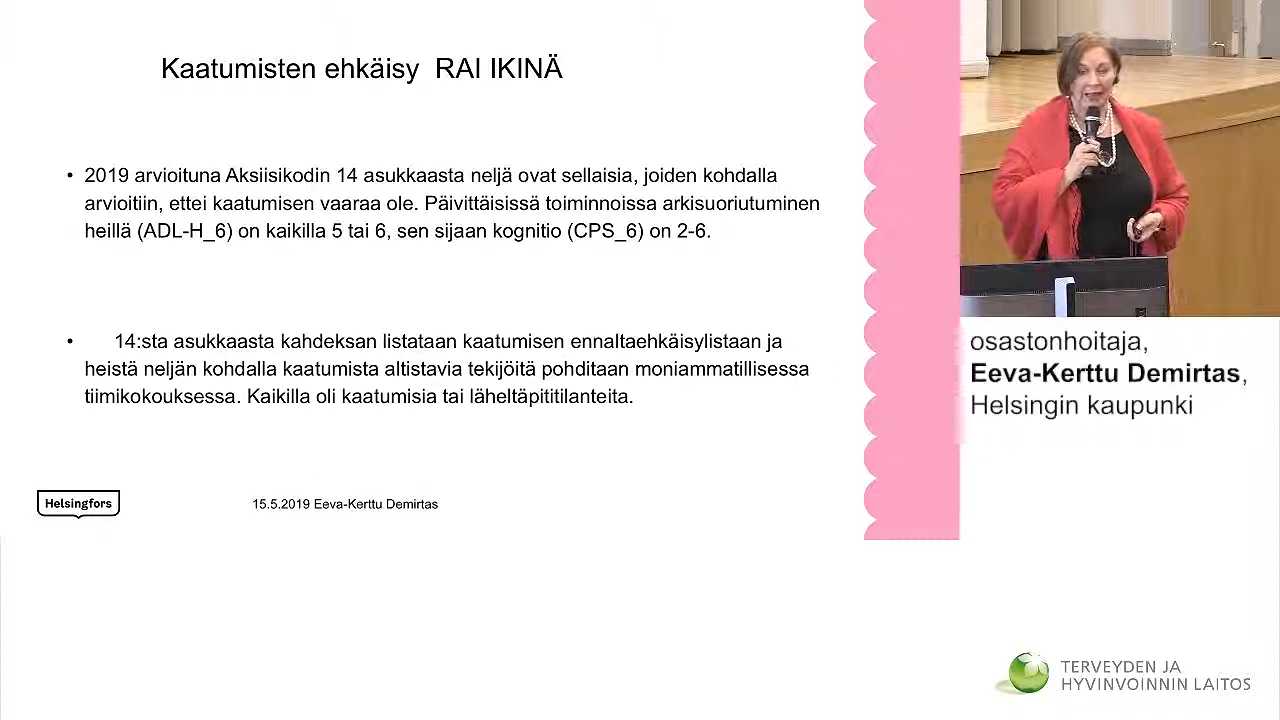 Kaatumisten ehkäisy RAI IKINÄ
• 2019 arvioituna Aksiisikodin 14 asukkaasta neljä ovat sellaisia, joiden kohdalla
arvioitiin, ettei kaatumisen vaaraa ole. Päivittäisissä toiminnoissa arkisuoriutuminen
heillä (ADL-H_6) on kaikilla 5 tai 6, sen sijaan kognitio (CPS_6) on 2-6.
• 14:sta asukkaasta kahdeksan listataan kaatumisen ennaltaehkäisylistaan ja
heistä neljän kohdalla kaatumista altistavia tekijöitä pohditaan moniammatillisessa
tiimikokouksessa. Kaikilla oli kaatumisia tai läheltäpitititlanteita.
Helsingfors
15.5.2019 Eeva-Kerttu Demirtas
osastonhoitaja,
Eeva-Kerttu Demirtas,
Helsingin kaupunki
TERVEYDEN JA
HYVINVOINNIN LAITOS